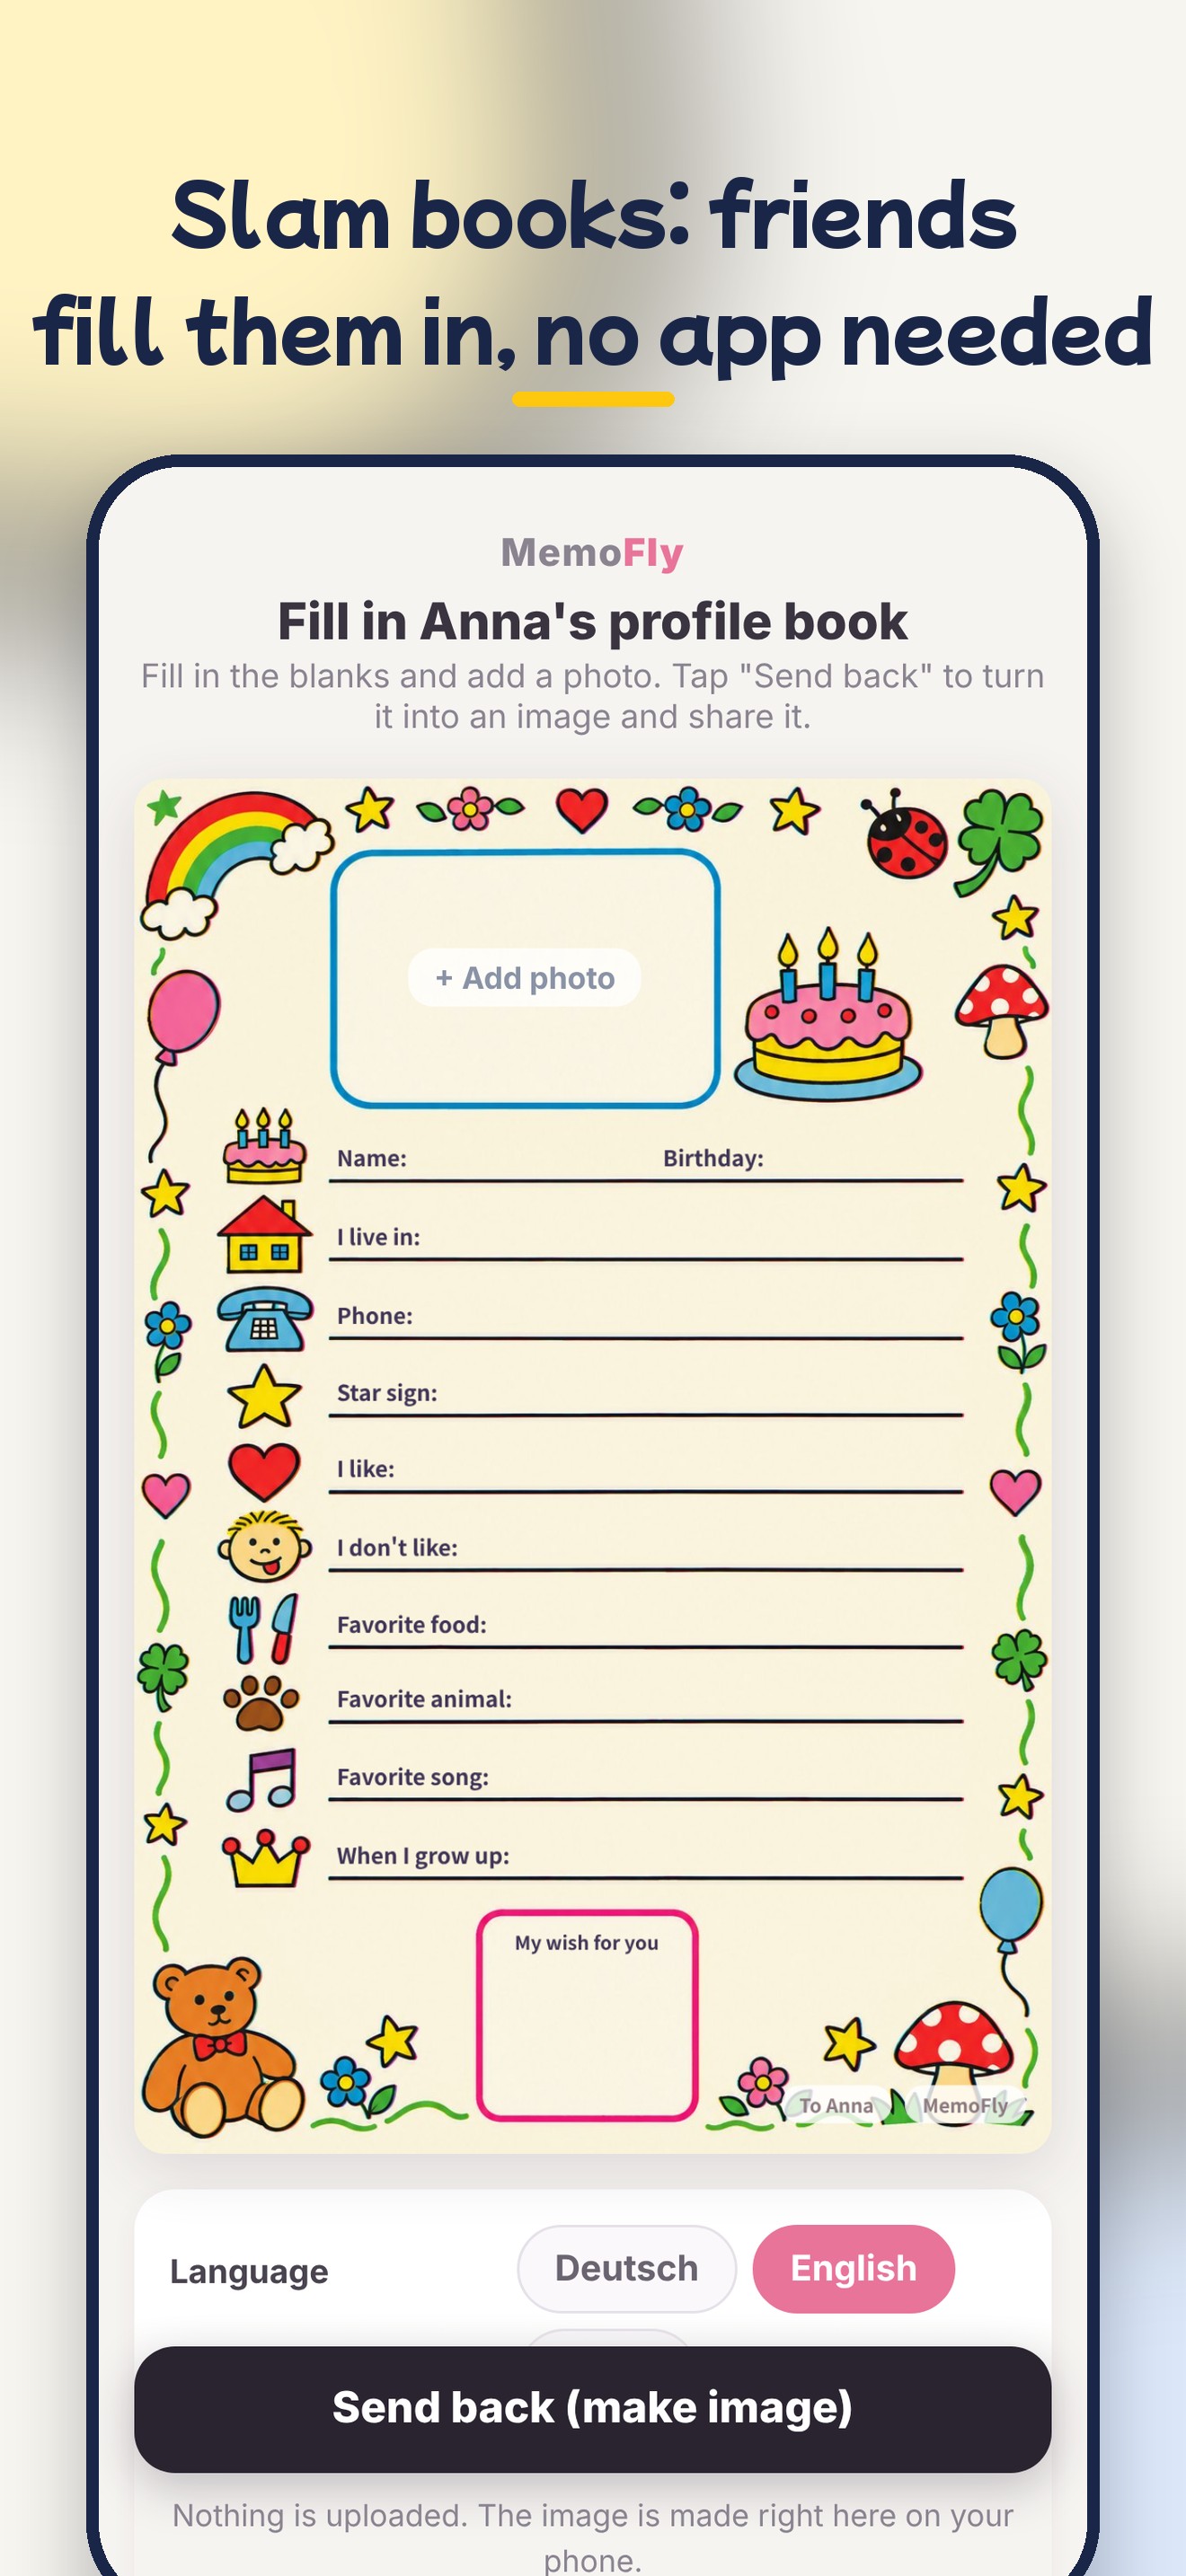 Slam books: friends
fill them in, no app needed
MemoFly
Fill in Anna's profile book
Fill in the blanks and add a photo. Tap "Send back" to turn
it into an image and share it.
+ Add photo
Name: Birthday:
I live in:
Phone:
Star sign:
I like:
I don't like:
Favorite food:
Favorite animal:
Favorite song:
When I grow up:
My wish for you
To Anna MemoFly
Language Deutsch English
Send back (make image)
Nothing is uploaded. The image is made right here on your
phone.